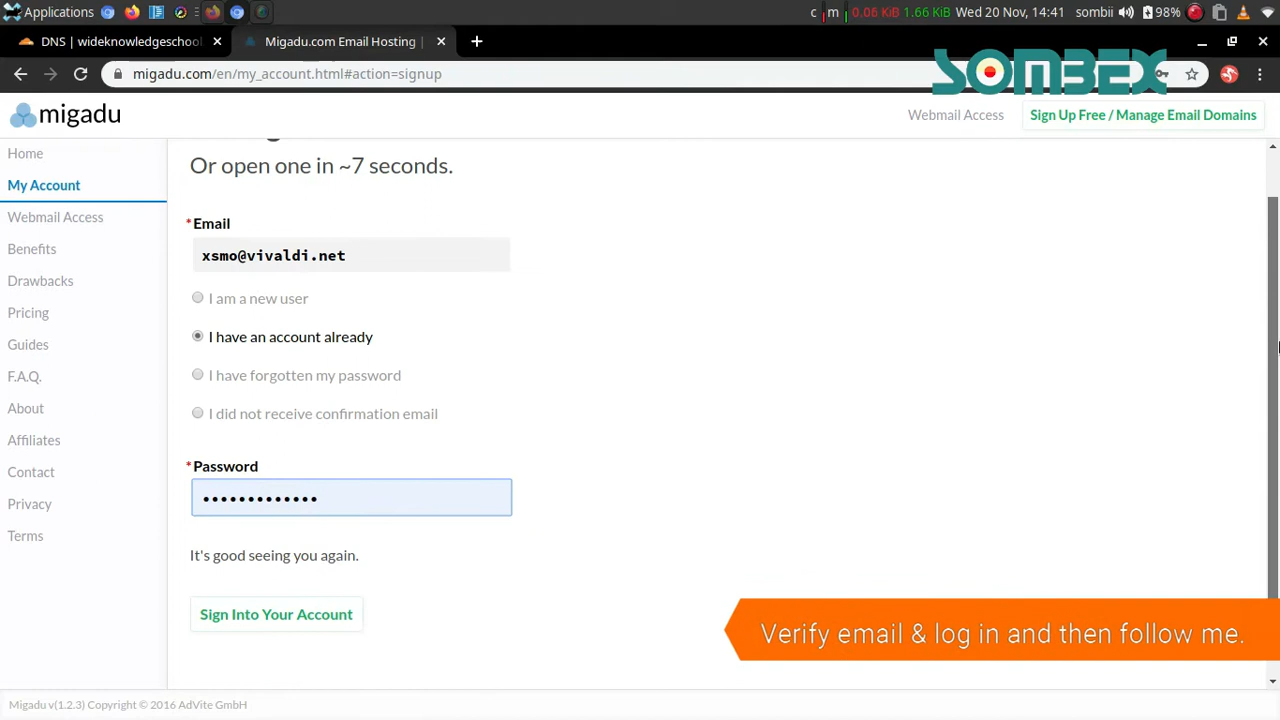 Applications
c m 0.06 KiB 1.66 KiB Wed 20 Nov, 14:41 sombii 98%
DNS | wideknowledgeschool
Migadu.com Email Hosting |
migadu.com/en/my_account.html#action=signup
SOMBEX
migadu
Webmail Access
Sign Up Free / Manage Email Domains
Home
My Account
Webmail Access
Benefits
Drawbacks
Pricing
Guides
F.A.Q.
About
Affiliates
Contact
Privacy
Terms
Or open one in ~7 seconds.
*Email
xsmo@vivaldi.net
I am a new user
I have an account already
I have forgotten my password
I did not receive confirmation email
*Password
•••••••••••••
It's good seeing you again.
Sign Into Your Account
Verify email & log in and then follow me.
Migadu v(1.2.3) Copyright © 2016 AdVite GmbH